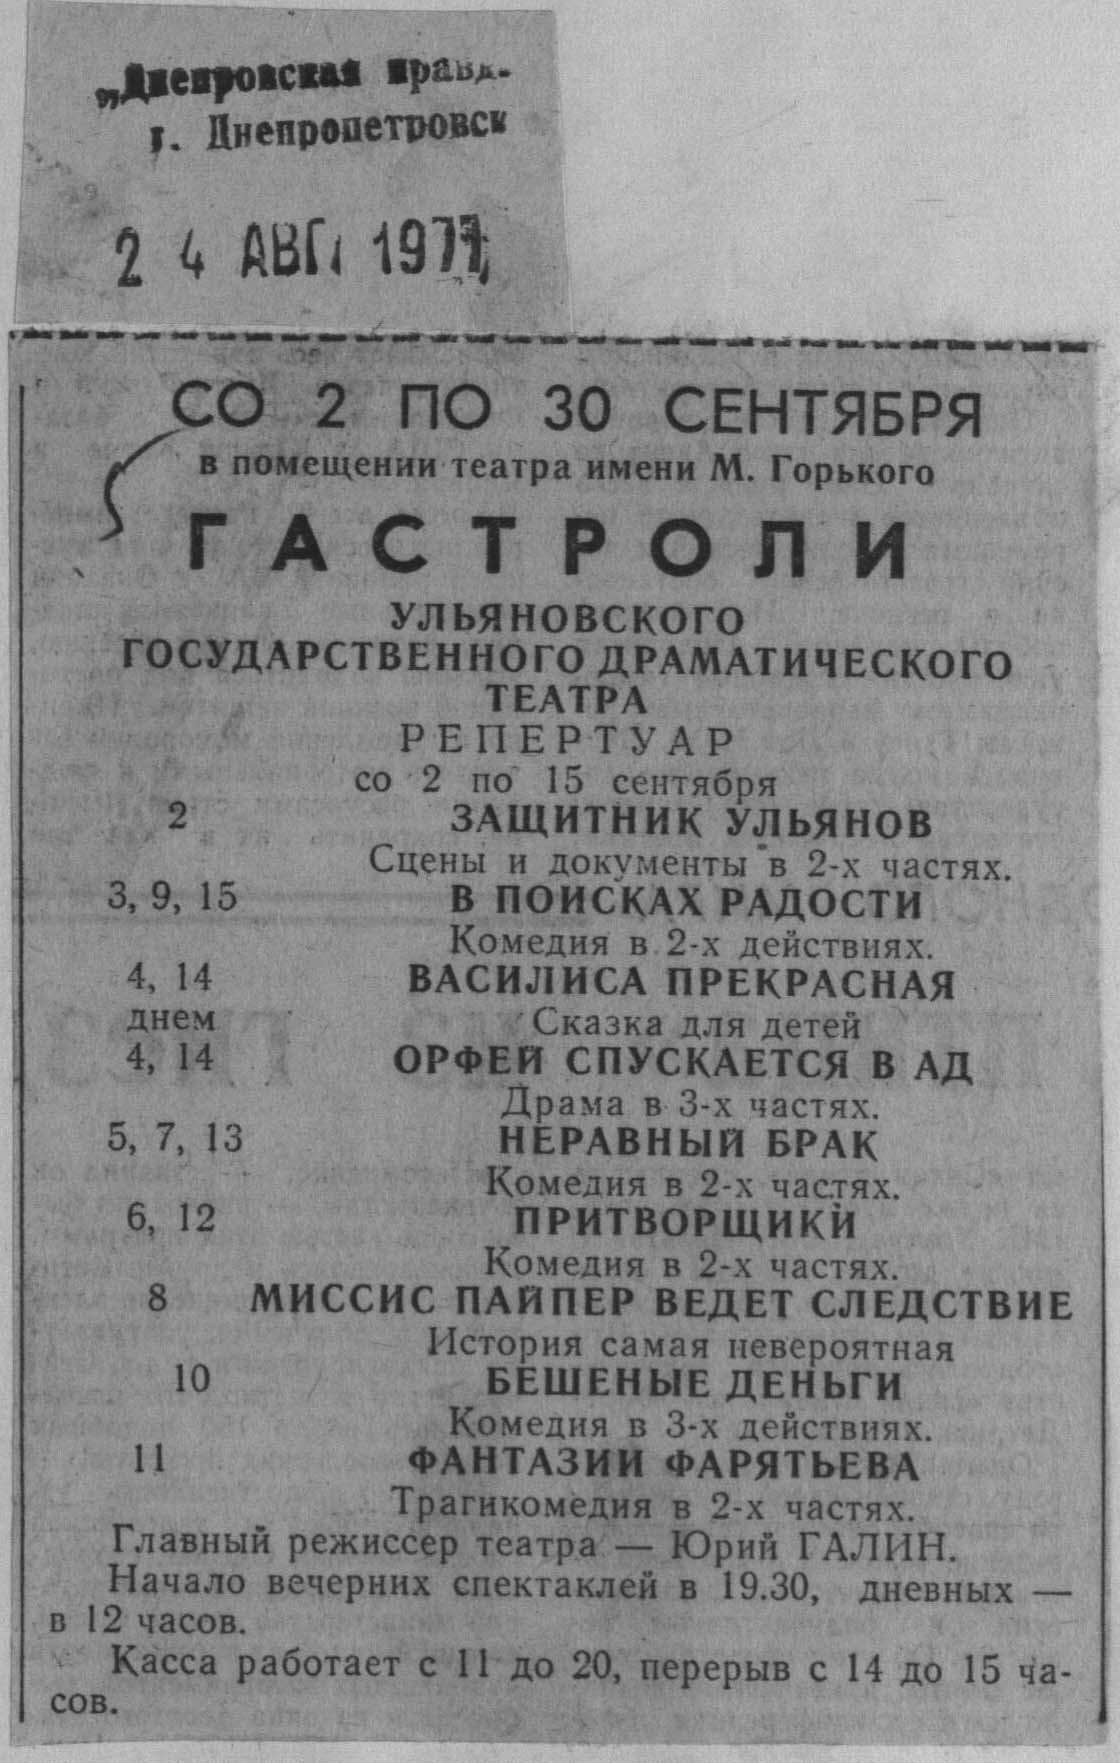 „Днепровская правд
г. Днепропетровск
24 АВГ 1977
СО 2 ПО 30 СЕНТЯБРЯ
в помещении театра имени М. Горького
ГАСТРОЛИ
УЛЬЯНОВСКОГО
ГОСУДАРСТВЕННОГО ДРАМАТИЧЕСКОГО
ТЕАТРА
РЕПЕРТУАР
со 2 по 15 сентября
2 ЗАЩИТНИК УЛЬЯНОВ
Сцены и документы в 2-х частях.
3, 9, 15 В ПОИСКАХ РАДОСТИ
Комедия в 2-х действиях.
4, 14 ВАСИЛИСА ПРЕКРАСНАЯ
днем Сказка для детей
4, 14 ОРФЕЙ СПУСКАЕТСЯ В АД
Драма в 3-х частях.
5, 7, 13 НЕРАВНЫЙ БРАК
Комедия в 2-х частях.
6, 12 ПРИТВОРЩИКИ
Комедия в 2-х частях.
8 МИССИС ПАЙПЕР ВЕДЕТ СЛЕДСТВИЕ
История самая невероятная
10 БЕШЕНЫЕ ДЕНЬГИ
Комедия в 3-х действиях.
11 ФАНТАЗИИ ФАРЯТЬЕВА
Трагикомедия в 2-х частях.
Главный режиссер театра — Юрий ГАЛИН.
Начало вечерних спектаклей в 19.30, дневных —
в 12 часов.
Касса работает с 11 до 20, перерыв с 14 до 15 ча-
сов.